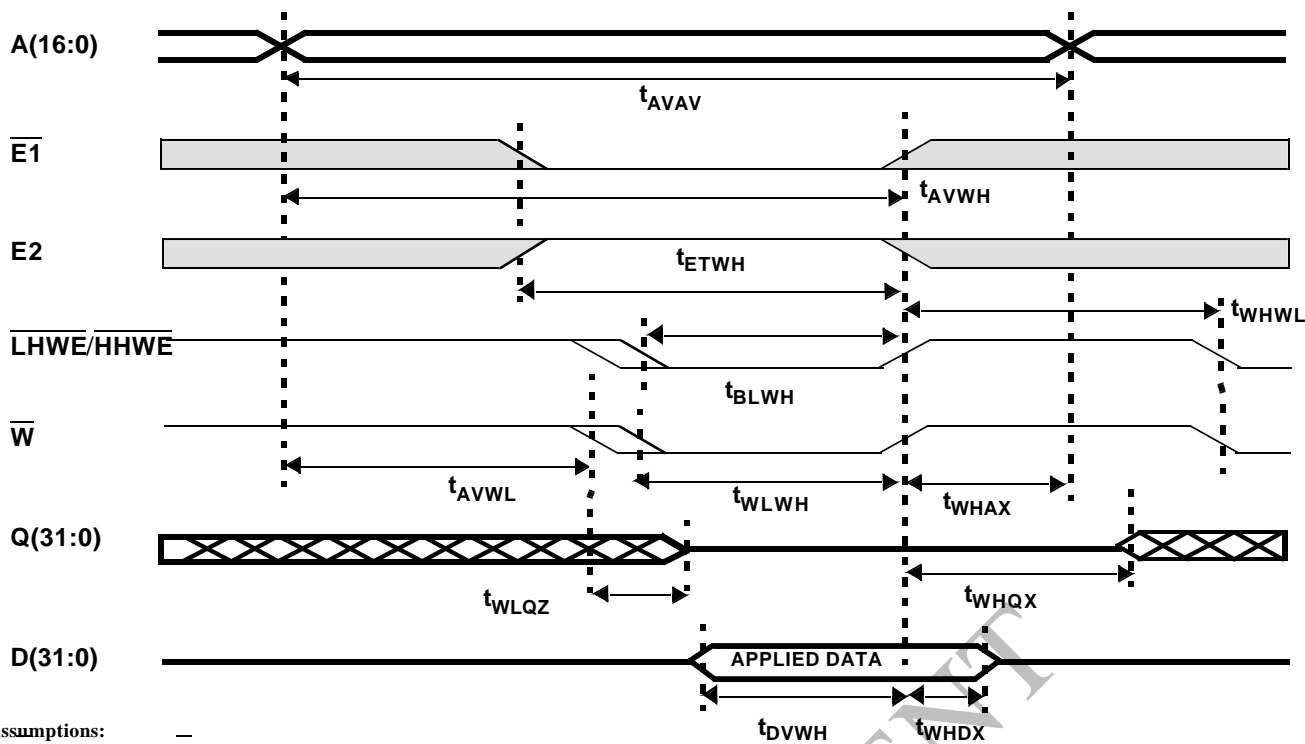 A(16:0)
tAVAV
E1
tAVWH
E2
tETWH
tWHWL
LHWE/HHWE
tBLWH
W
tAVWL
tWLWH
tWHAX
Q(31:0)
tWLQZ
tWHQX
D(31:0)
APPLIED DATA
tDVWH
tWHDX
ssumptions: